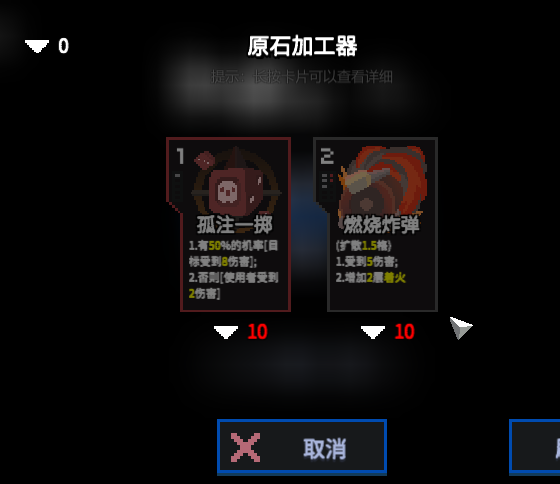 0
原石加工器
提示：长按卡片可以查看详细
1
孤注一掷
1.有50%的机率[目
标受到8伤害];
2.否则[使用者受到
2伤害]
10
2
燃烧炸弹
(扩散1.5格)
1.受到5伤害;
2.增加2层着火
10
取消